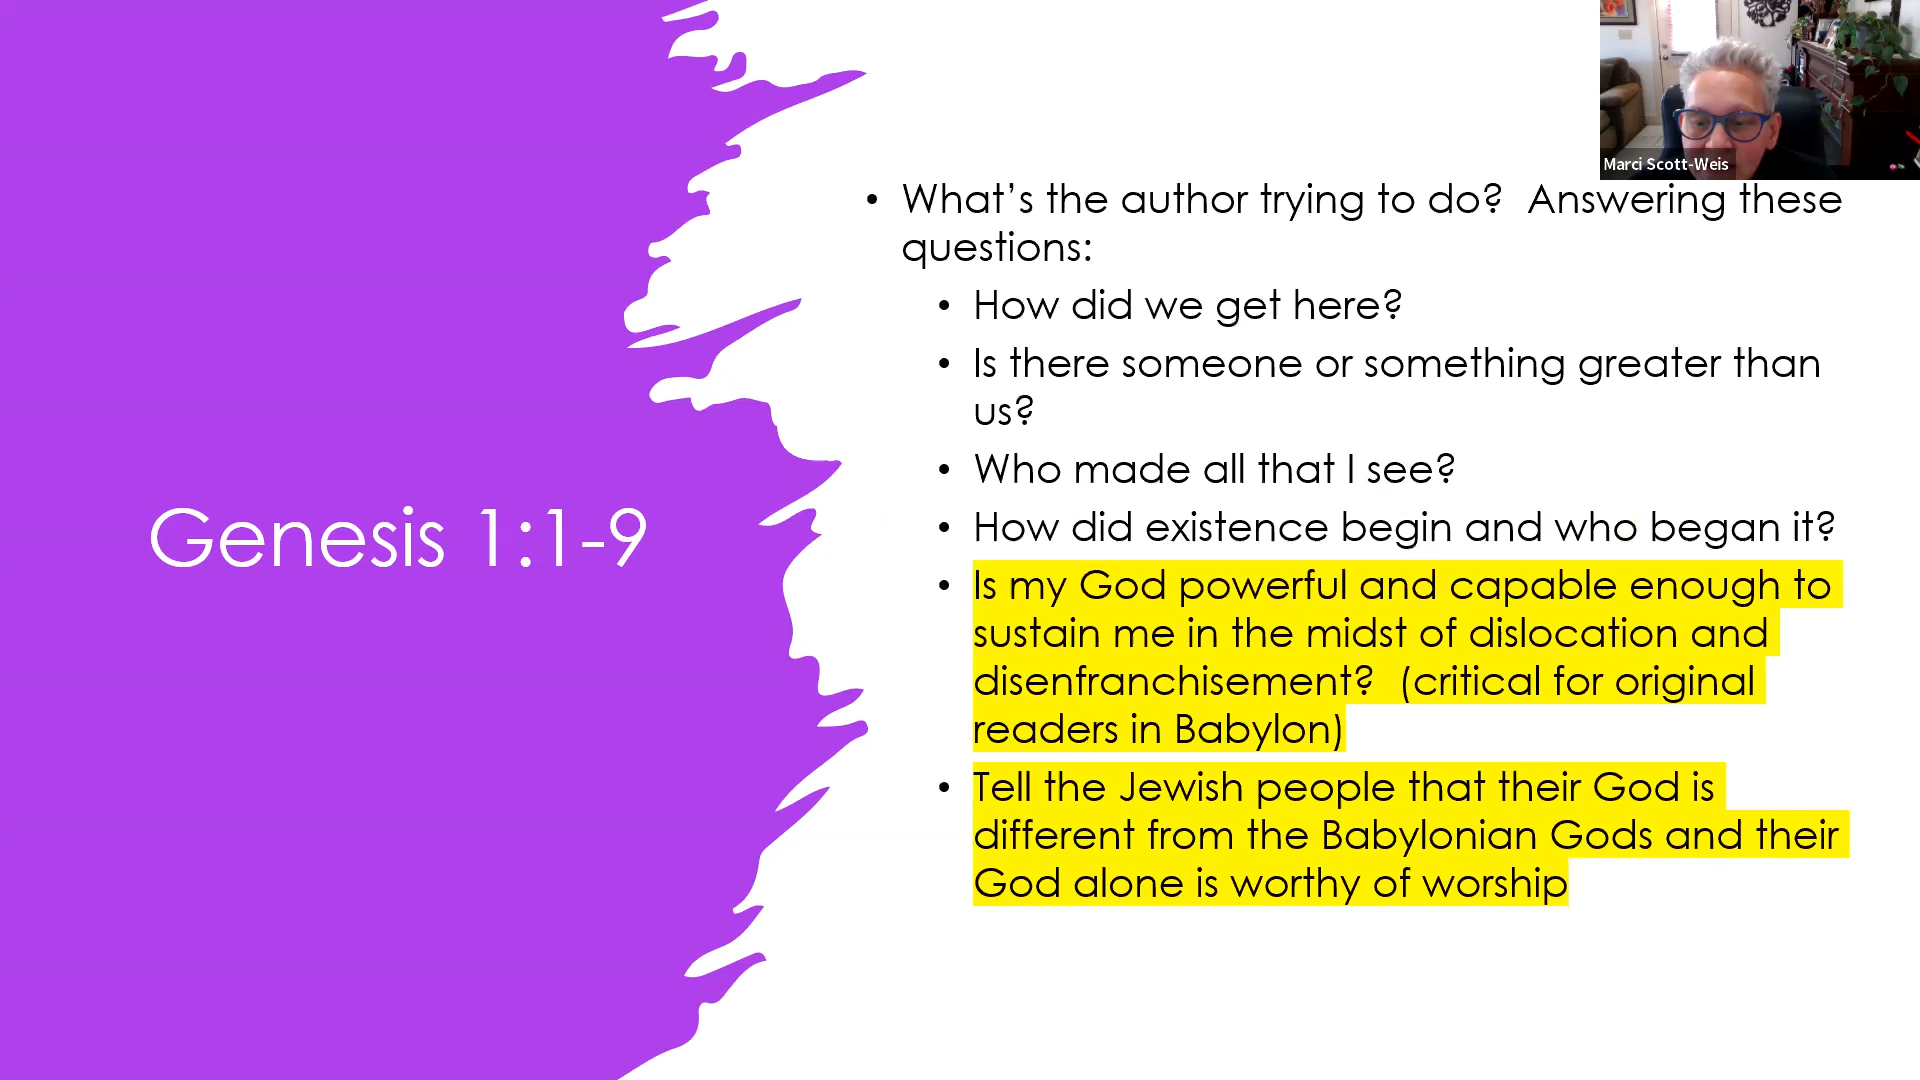 Marci Scott-Weis
Genesis 1:1-9
• What’s the author trying to do?  Answering these
questions:
• How did we get here?
• Is there someone or something greater than
us?
• Who made all that I see?
• How did existence begin and who began it?
• Is my God powerful and capable enough to
sustain me in the midst of dislocation and
disenfranchisement?  (critical for original
readers in Babylon)
• Tell the Jewish people that their God is
different from the Babylonian Gods and their
God alone is worthy of worship